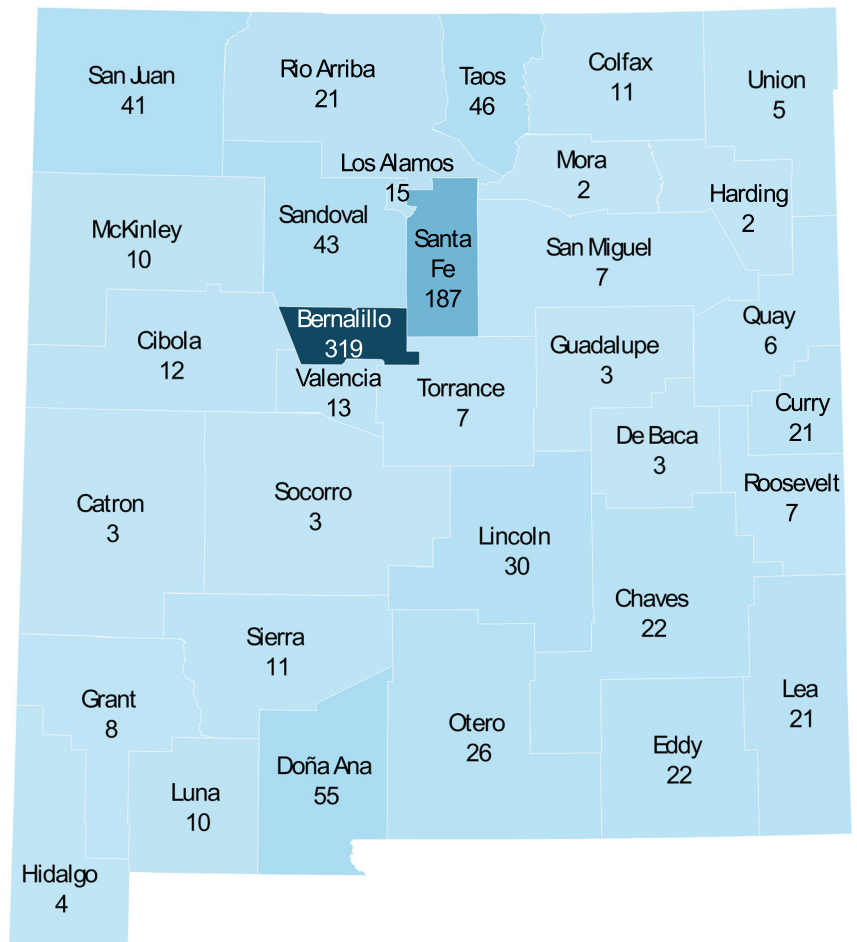 San Juan
41
Rio Arriba
21
Taos
46
Colfax
11
Union
5
Los Alamos
15
Mora
2
Harding
2
McKinley
10
Sandoval
43
Santa
Fe
187
San Miguel
7
Bernalillo
319
Cibola
12
Valencia
13
Torrance
7
Guadalupe
3
Quay
6
Curry
21
De Baca
3
Roosevelt
7
Catron
3
Socorro
3
Lincoln
30
Chaves
22
Sierra
11
Grant
8
Doña Ana
55
Otero
26
Eddy
22
Lea
21
Luna
10
Hidalgo
4